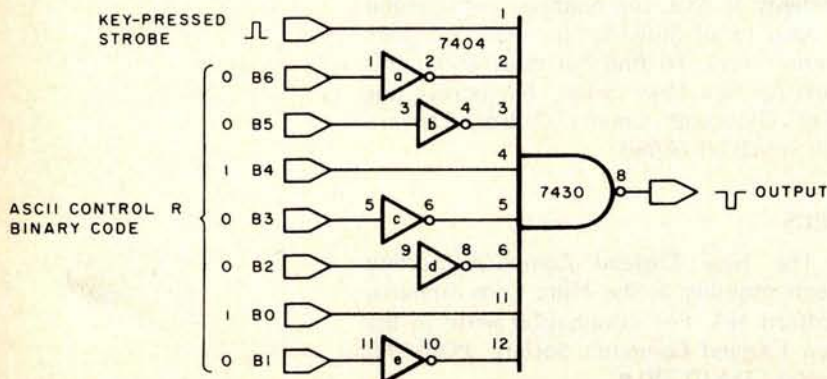 KEY-PRESSED
STROBE
1
7404
0 B6 1 a 2 2
0 B5 3 b 4 3
1 B4 4
7430 8 OUTPUT
ASCII CONTROL R
BINARY CODE
0 B3 5 c 6 5
0 B2 9 d 8 6
1 B0 11
0 B1 11 e 10 12